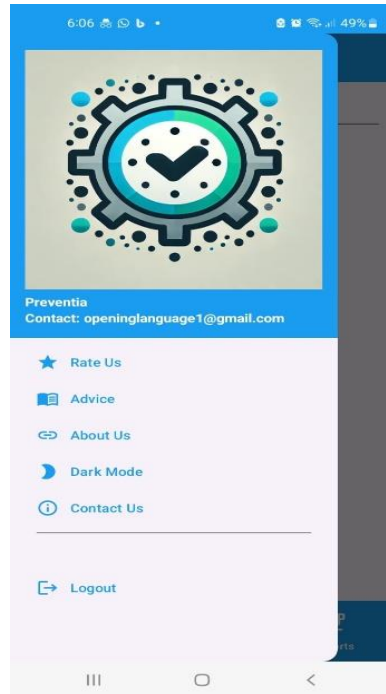 6:06
49%
Preventia
Contact: openinglanguage1@gmail.com
Rate Us
Advice
About Us
Dark Mode
Contact Us
Logout